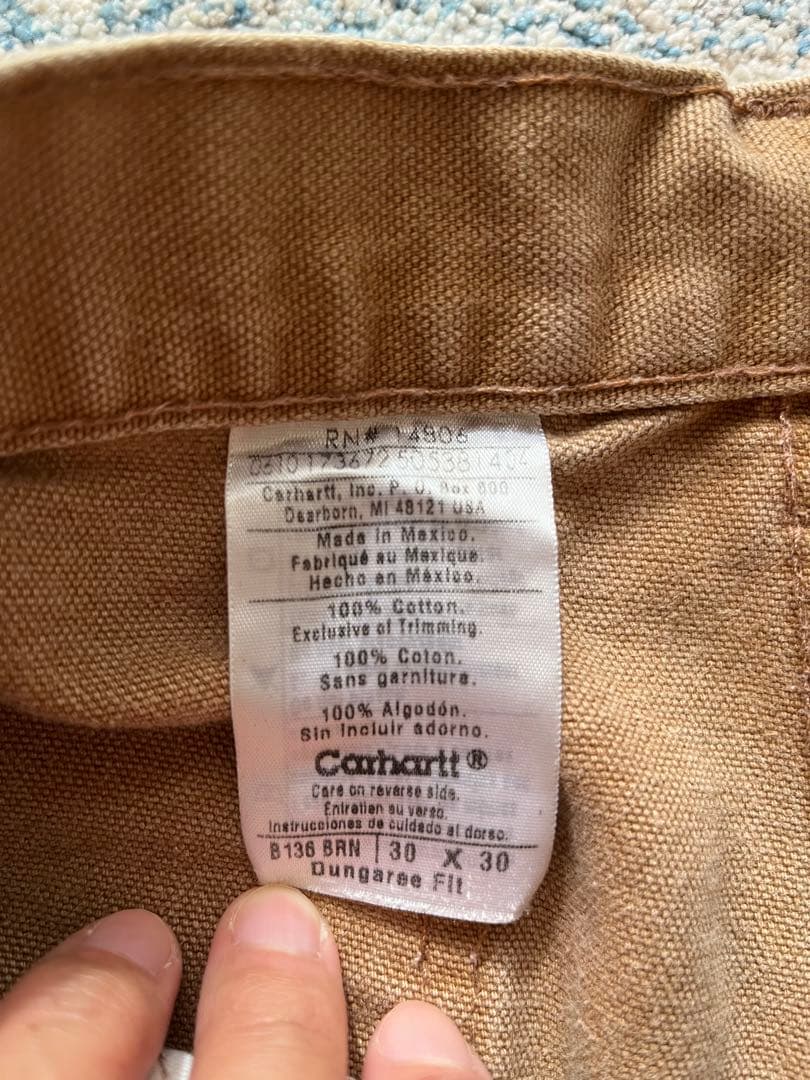 RN# 14806
Carhartt, Inc. P. O. Box 600
Dearborn, MI 48121 USA
Made in Mexico.
Fabriqué au Mexique.
Hecho en México.
100% Cotton.
Exclusive of Trimming.
100% Coton.
Sans garniture.
100% Algodón.
Sin incluir adorno.
Carhartt®
Care on reverse side.
Entretien au verso.
Instrucciones de cuidado al dorso.
B136 BRN | 30 X 30
Dungaree Fit